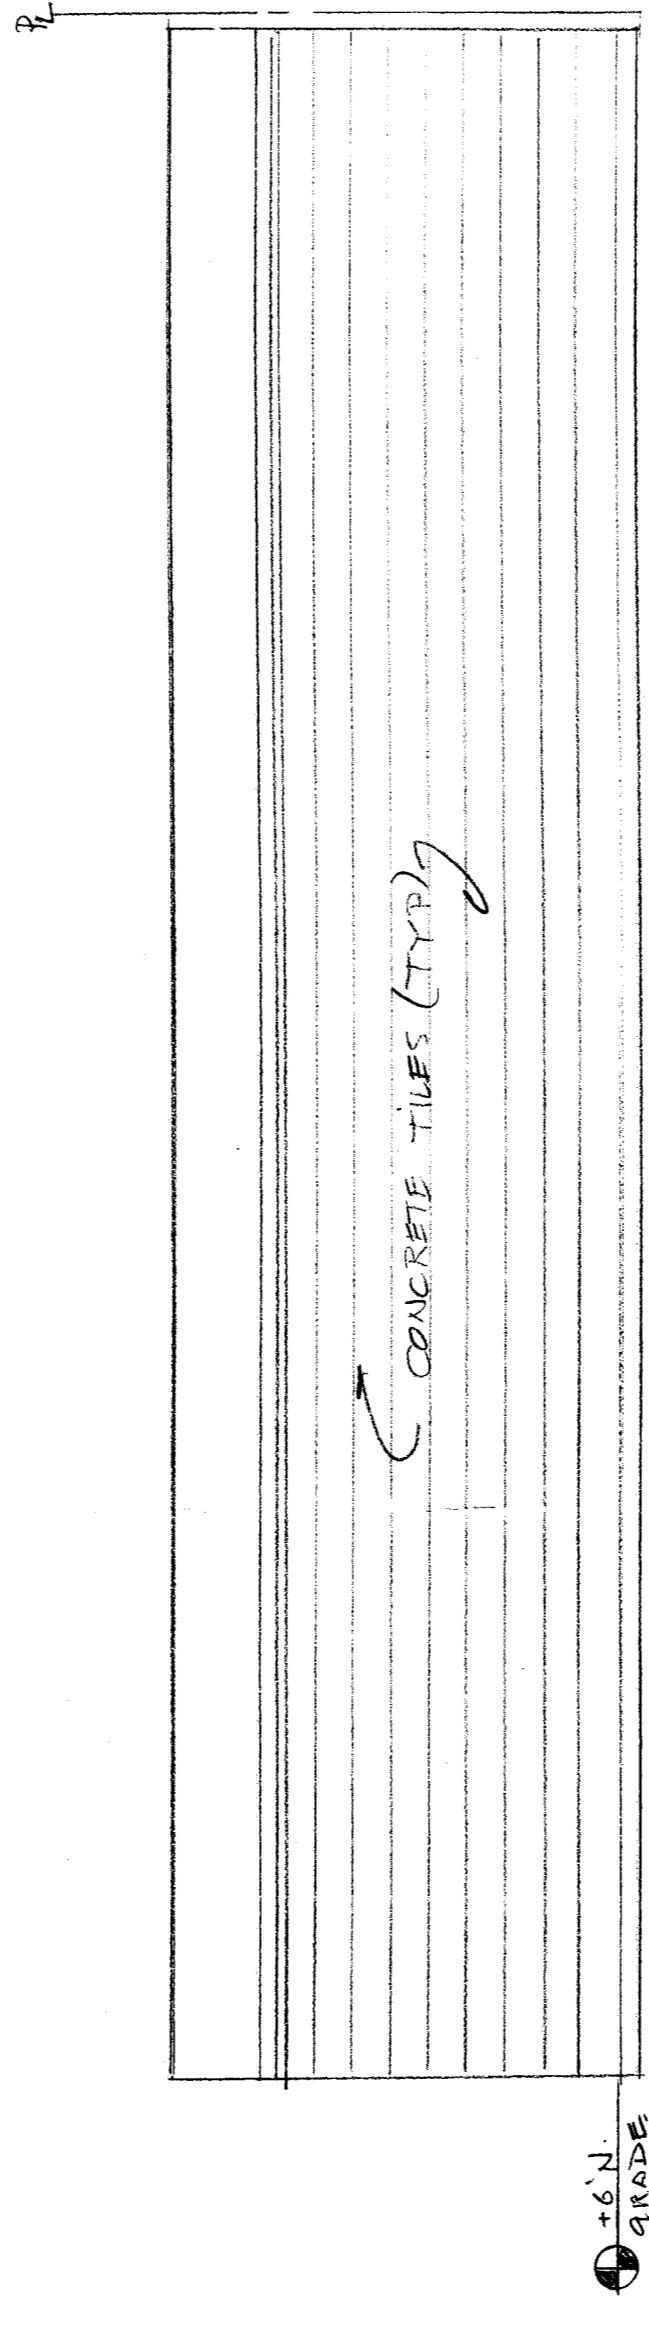 PL
CONCRETE TILES (TYP)
+6' N.
GRADE